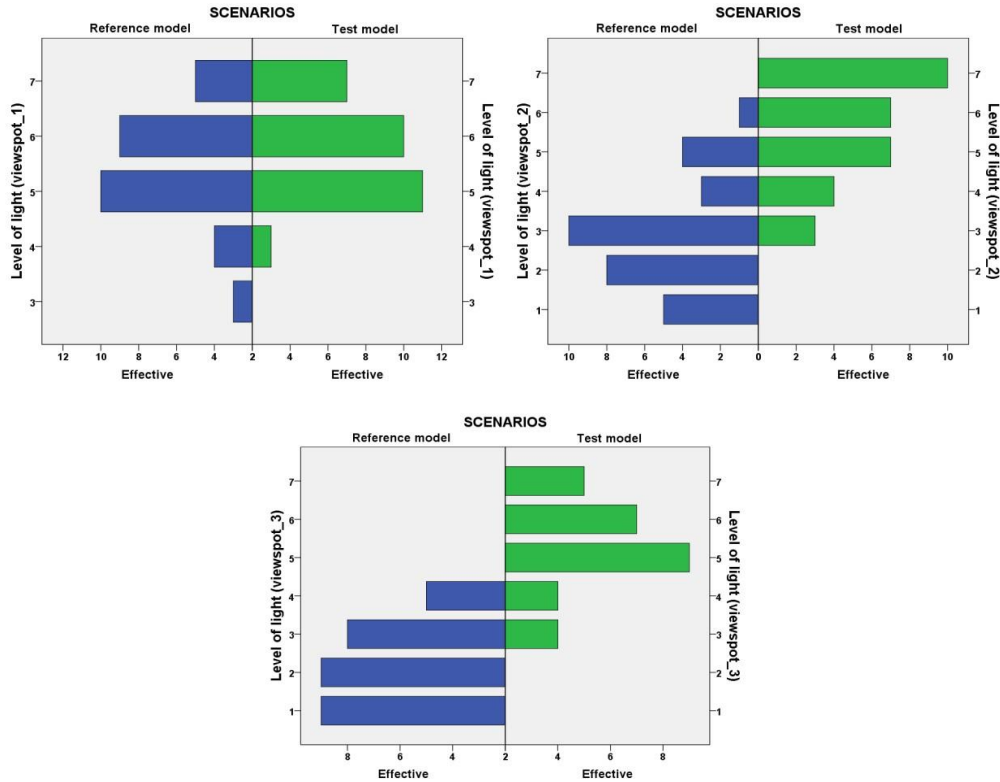 SCENARIOS
Reference model Test model
Level of light (viewspot_1)
7
6
5
4
3
7
6
5
4
3
Level of light (viewspot_1)
12 10 8 6 4 2 4 6 8 10 12
Effective Effective
SCENARIOS
Reference model Test model
Level of light (viewspot_2)
7
6
5
4
3
2
1
7
6
5
4
3
2
1
Level of light (viewspot_2)
10 8 6 4 2 0 2 4 6 8 10
Effective Effective
SCENARIOS
Reference model Test model
Level of light (viewspot_3)
7
6
5
4
3
2
1
7
6
5
4
3
2
1
Level of light (viewspot_3)
8 6 4 2 4 6 8
Effective Effective